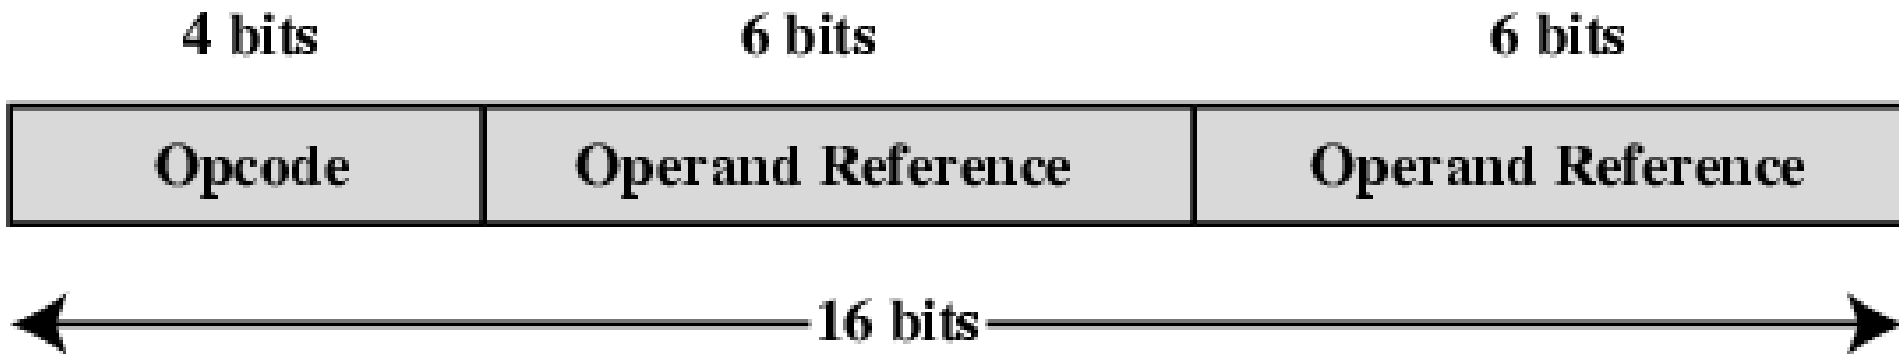 4 bits 6 bits 6 bits
Opcode Operand Reference Operand Reference
16 bits